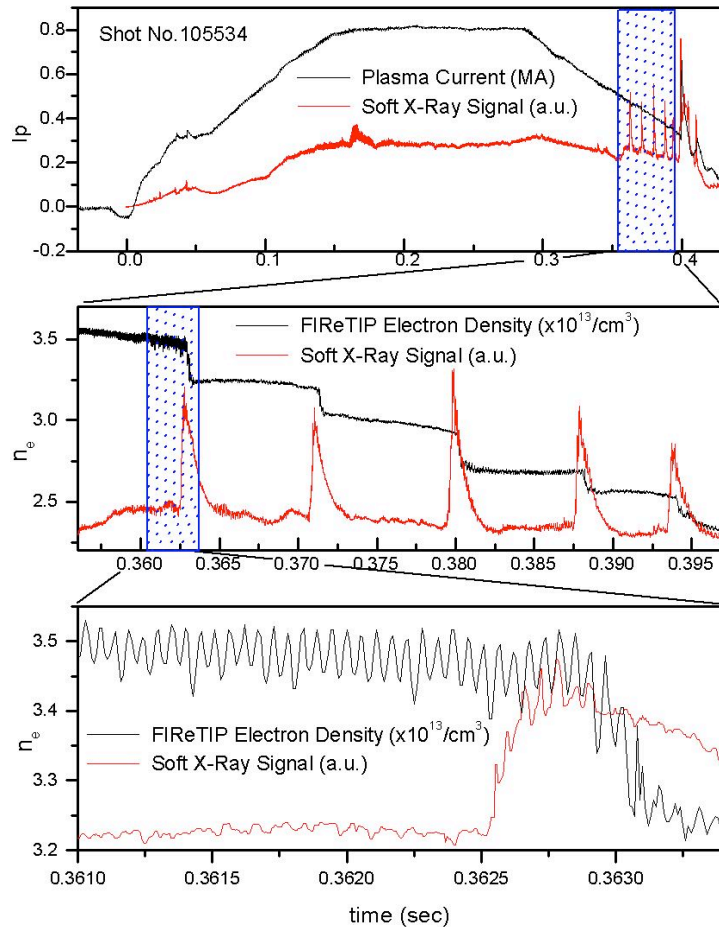 Shot No.105534
Plasma Current (MA)
Soft X-Ray Signal (a.u.)
Ip
0.8
0.6
0.4
0.2
0.0
-0.2
0.0 0.1 0.2 0.3 0.4
FIReTIP Electron Density (x10^13/cm^3)
Soft X-Ray Signal (a.u.)
n_e
3.5
3.0
2.5
0.360 0.365 0.370 0.375 0.380 0.385 0.390 0.395
3.5
3.4
3.3
3.2
n_e
FIReTIP Electron Density (x10^13/cm^3)
Soft X-Ray Signal (a.u.)
0.3610 0.3615 0.3620 0.3625 0.3630
time (sec)